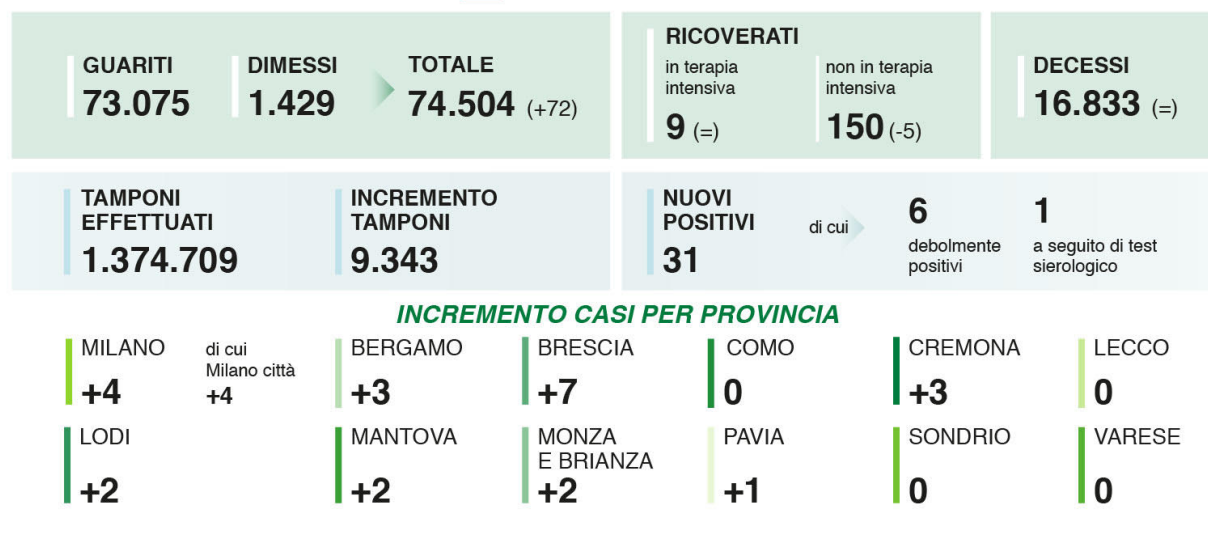 GUARITI
73.075
DIMESSI
1.429
TOTALE
74.504 (+72)
RICOVERATI
in terapia
intensiva
9 (=)
non in terapia
intensiva
150 (-5)
DECESSI
16.833 (=)
TAMPONI
EFFETTUATI
1.374.709
INCREMENTO
TAMPONI
9.343
NUOVI
POSITIVI
31
di cui
6
debolmente
positivi
1
a seguito di test
sierologico
INCREMENTO CASI PER PROVINCIA
MILANO
+4
di cui
Milano città
+4
BERGAMO
+3
BRESCIA
+7
COMO
0
CREMONA
+3
LECCO
0
LODI
+2
MANTOVA
+2
MONZA
E BRIANZA
+2
PAVIA
+1
SONDRIO
0
VARESE
0